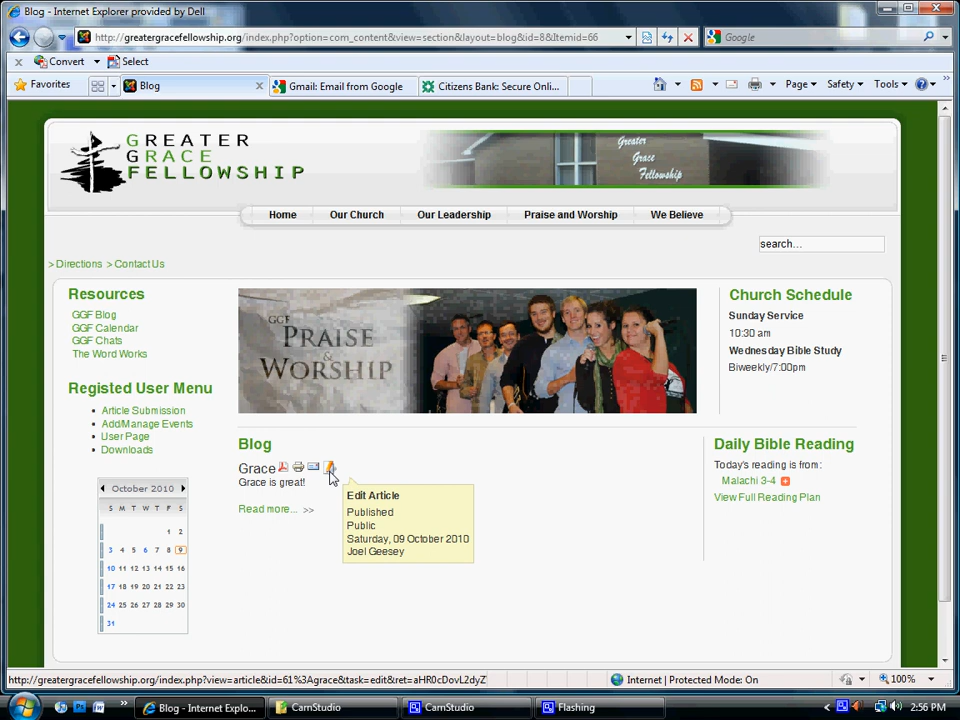 Blog - Internet Explorer provided by Dell
http://greatergracefellowship.org/index.php?option=com_content&view=section&layout=blog&id=8&Itemid=66
Google
Convert Select
Favorites
Blog
Gmail: Email from Google
Citizens Bank: Secure Onli...
Page Safety Tools
GREATER
GRACE
FELLOWSHIP
Greater
Grace
Fellowship
Home Our Church Our Leadership Praise and Worship We Believe
search...
> Directions > Contact Us
Resources
GGF Blog
GGF Calendar
GGF Chats
The Word Works
Registed User Menu
Article Submission
Add/Manage Events
User Page
Downloads
October 2010
S M T W T F S
1 2
3 4 5 6 7 8 9
10 11 12 13 14 15 16
17 18 19 20 21 22 23
24 25 26 27 28 29 30
31
GGF
PRAISE
&
WORSHIP
Blog
Grace
Grace is great!
Read more... >>
Edit Article
Published
Public
Saturday, 09 October 2010
Joel Geesey
Church Schedule
Sunday Service
10:30 am
Wednesday Bible Study
Biweekly/7:00pm
Daily Bible Reading
Today's reading is from:
Malachi 3-4
View Full Reading Plan
http://greatergracefellowship.org/index.php?view=article&id=61%3Agrace&task=edit&ret=aHR0cDovL2dyZ
Internet | Protected Mode: On
100%
Blog - Internet Explo...
CamStudio
CamStudio
Flashing
2:56 PM